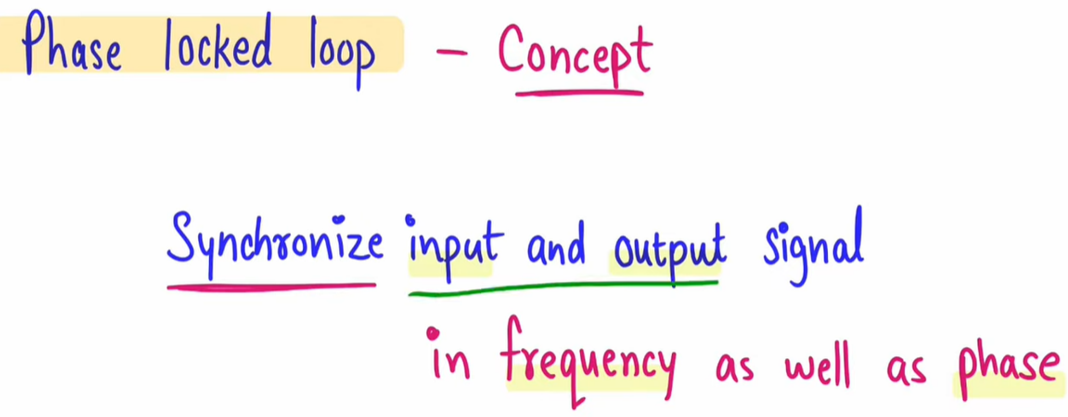 Phase locked loop - Concept
Synchronize input and output signal
in frequency as well as phase